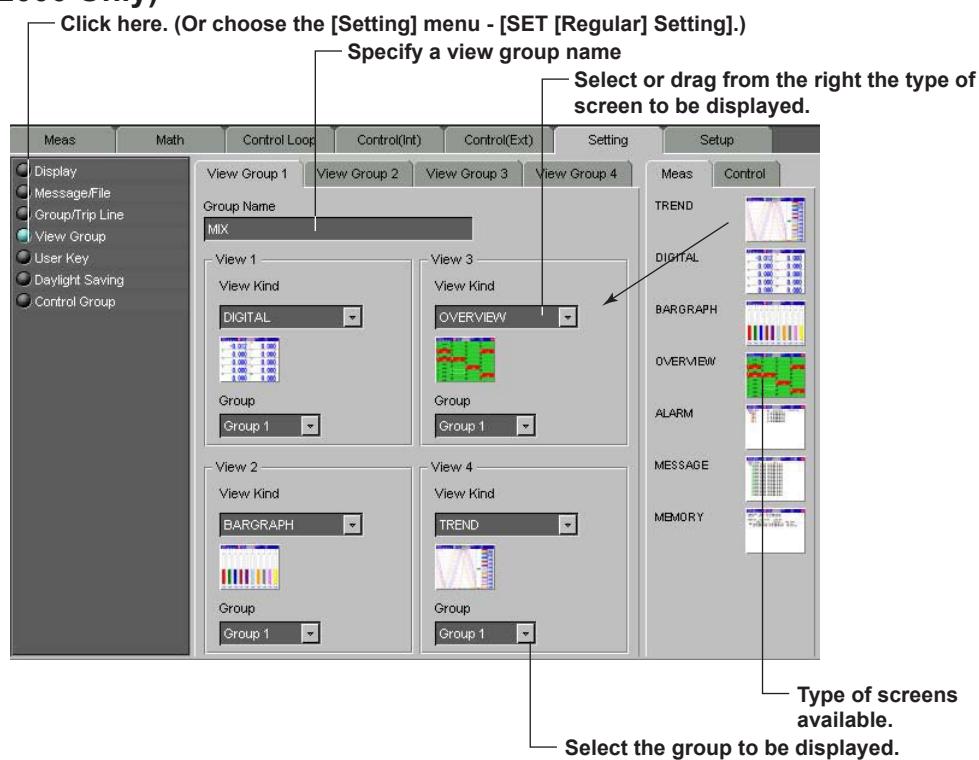 2000 Only)
Click here. (Or choose the [Setting] menu - [SET [Regular] Setting].)
Specify a view group name
Select or drag from the right the type of
screen to be displayed.
Meas Math Control Loop Control(Int) Control(Ext) Setting Setup
Display
Message/File
Group/Trip Line
View Group
User Key
Daylight Saving
Control Group
View Group 1 View Group 2 View Group 3 View Group 4
Group Name
MIX
View 1
View Kind
DIGITAL
Group
Group 1
View 3
View Kind
OVERVIEW
Group
Group 1
View 2
View Kind
BARGRAPH
Group
Group 1
View 4
View Kind
TREND
Group
Group 1
Meas Control
TREND
DIGITAL
BARGRAPH
OVERVIEW
ALARM
MESSAGE
MEMORY
Type of screens
available.
Select the group to be displayed.